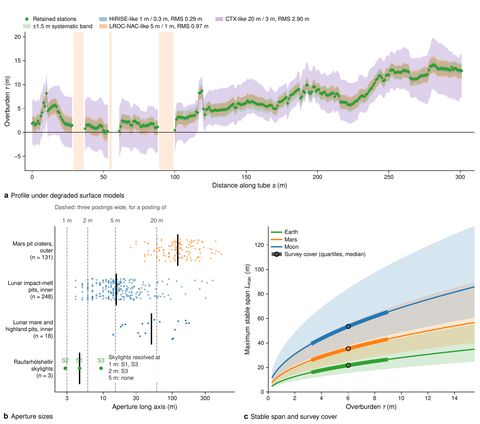 Retained stations
HiRISE-like 1 m / 0.3 m, RMS 0.29 m
CTX-like 20 m / 3 m, RMS 2.90 m
±1.5 m systematic band
LROC-NAC-like 5 m / 1 m, RMS 0.97 m
Overburden r (m)
20
15
10
5
0
−5
0
50
100
150
200
250
300
Distance along tube s (m)
a Profile under degraded surface models
Dashed: three postings wide, for a posting of
1 m
2 m
5 m
20 m
Mars pit craters,
outer
(n = 131)
Lunar impact-melt
pits, inner
(n = 248)
Lunar mare and
highland pits, inner
(n = 18)
Raufarhólshellir
skylights
(n = 3)
S2
S1
S3
Skylights resolved at
1 m: S1, S3
2 m: S3
5 m: none
3
10
30
100
300
Aperture long axis (m)
b Aperture sizes
Earth
Mars
Moon
Survey cover (quartiles, median)
Maximum stable span Lmax (m)
120
100
80
60
40
20
0
0
2
4
6
8
10
12
14
Overburden r (m)
c Stable span and survey cover